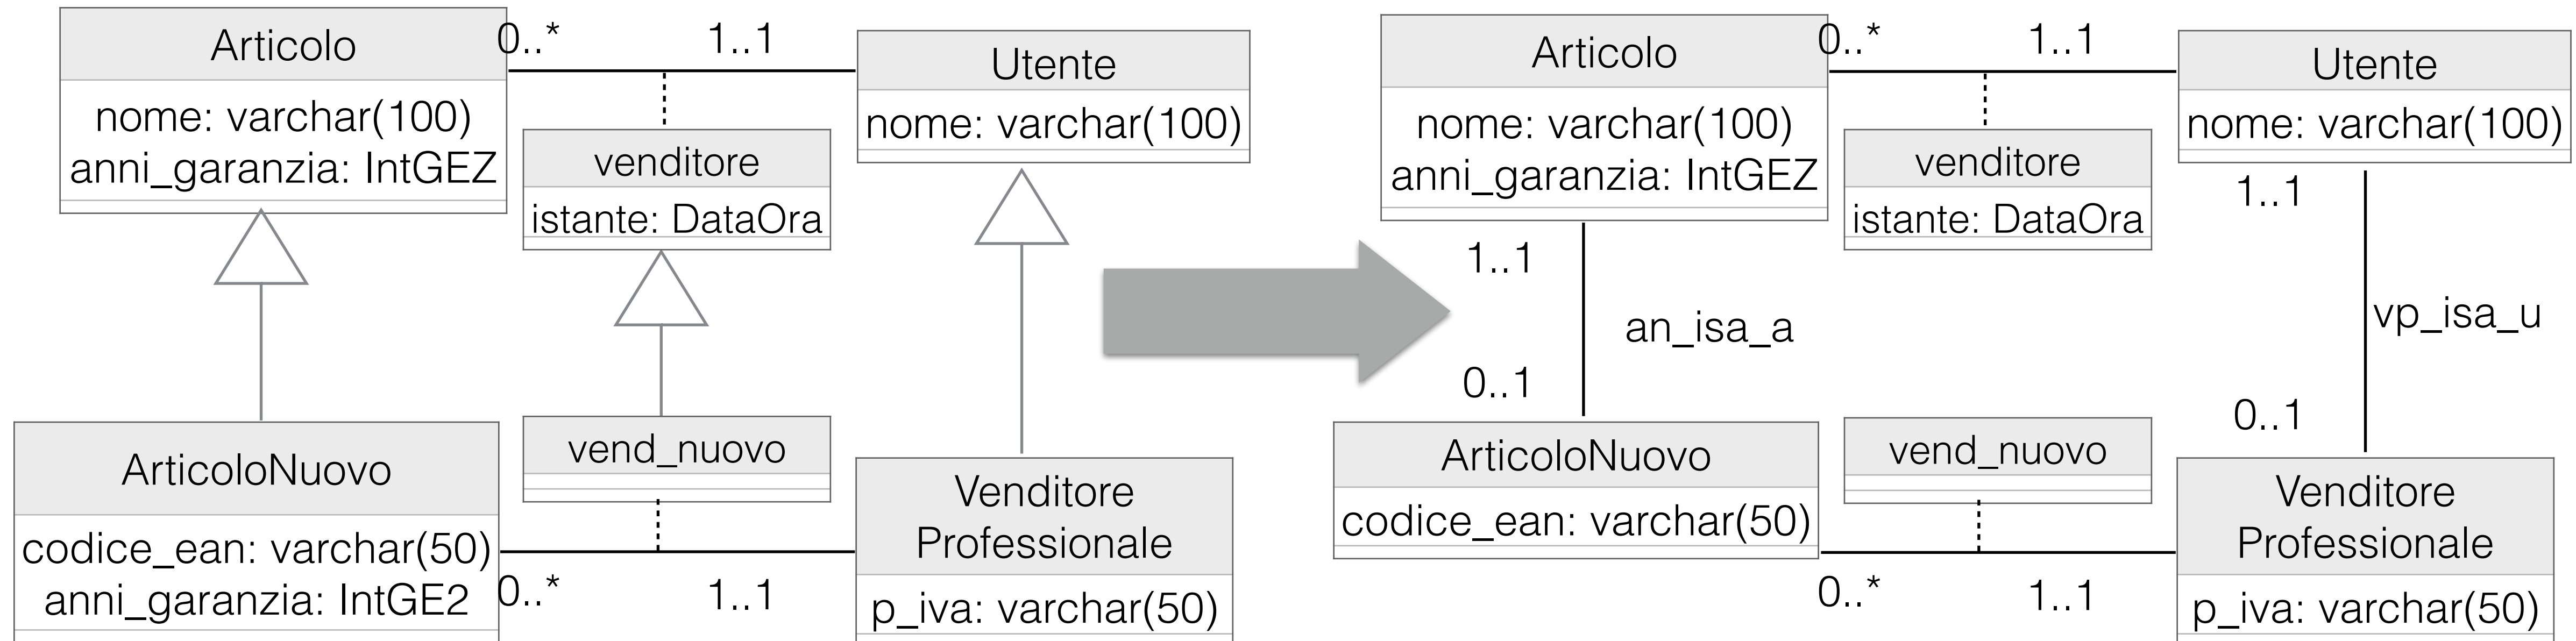 Articolo
nome: varchar(100)
anni_garanzia: IntGEZ
0..*
1..1
Utente
nome: varchar(100)
venditore
istante: DataOra
vend_nuovo
ArticoloNuovo
codice_ean: varchar(50)
anni_garanzia: IntGE2
0..*
1..1
Venditore
Professionale
p_iva: varchar(50)
Articolo
nome: varchar(100)
anni_garanzia: IntGEZ
0..*
1..1
Utente
nome: varchar(100)
venditore
istante: DataOra
1..1
an_isa_a
0..1
1..1
vp_isa_u
0..1
ArticoloNuovo
codice_ean: varchar(50)
vend_nuovo
0..*
1..1
Venditore
Professionale
p_iva: varchar(50)